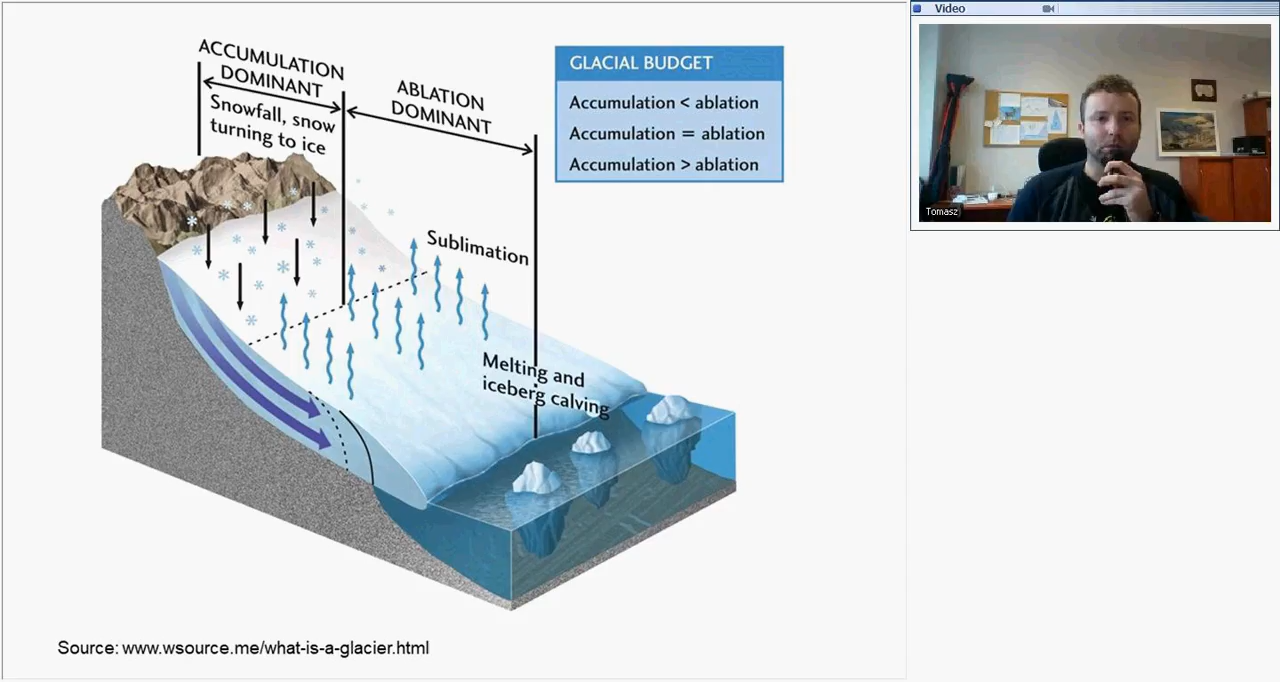 ACCUMULATION
DOMINANT
Snowfall, snow
turning to ice
ABLATION
DOMINANT
GLACIAL BUDGET
Accumulation < ablation
Accumulation = ablation
Accumulation > ablation
Sublimation
Melting and
iceberg calving
Source: www.wsource.me/what-is-a-glacier.html
Video
Tomasz